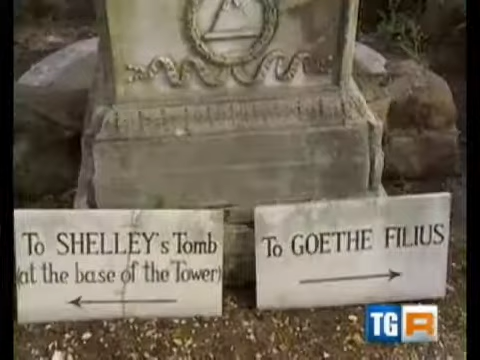 To SHELLEY's Tomb
(at the base of the Tower)
To GOETHE FILIUS
TGR